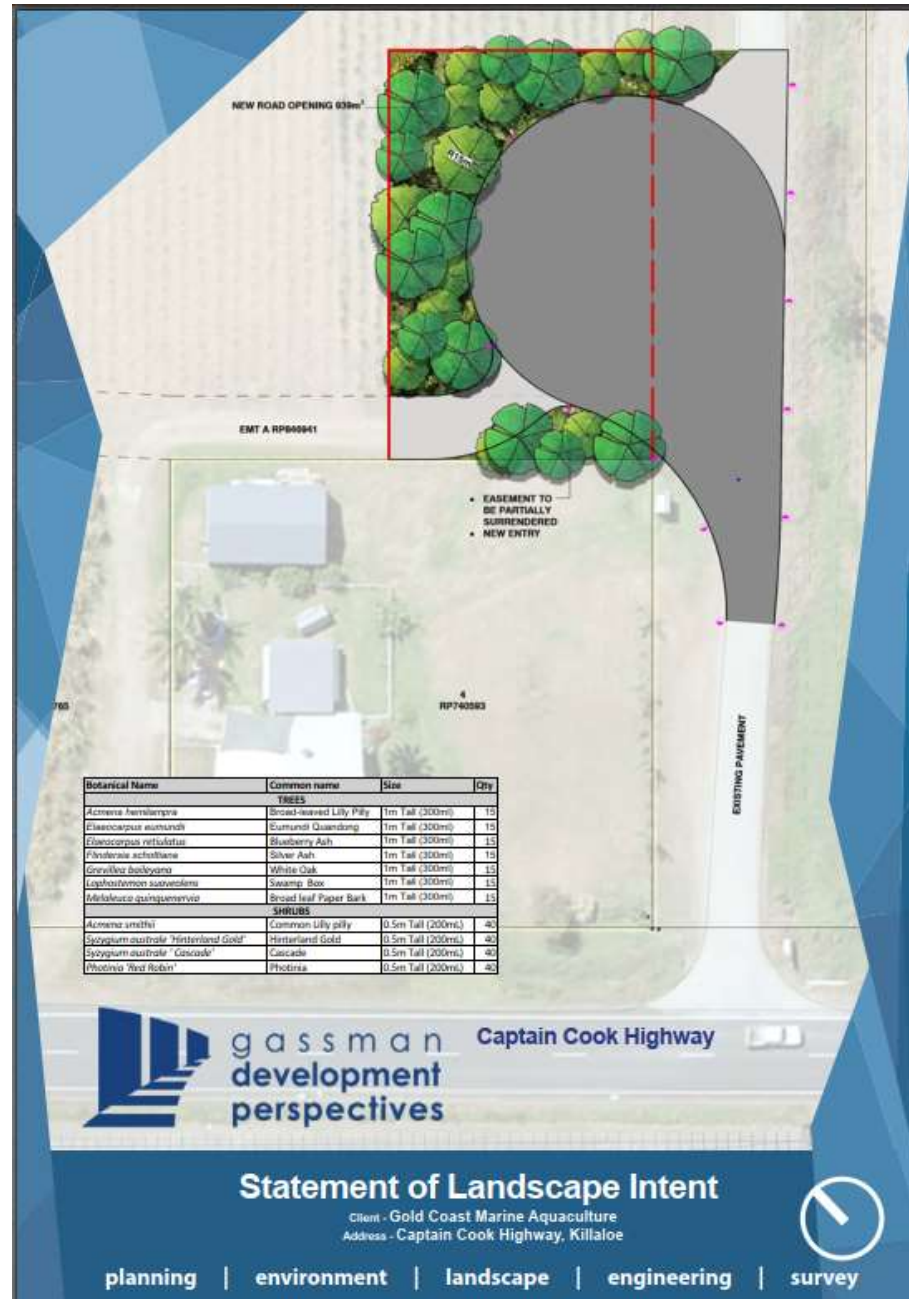 NEW ROAD OPENING 939m²
R15m
EMT A RP840941
EASEMENT TO
BE PARTIALLY
SURRENDERED
NEW ENTRY
4
RP740593
765
EXISTING PAVEMENT
Botanical Name Common name Size Qty
TREES
Acmena hemilampra Broad-leaved Lilly Pilly 1m Tall (300ml) 15
Elaeocarpus eumundi Eumundi Quandong 1m Tall (300ml) 15
Elaeocarpus retiulatus Blueberry Ash 1m Tall (300ml) 15
Flindersia schottiana Silver Ash 1m Tall (300ml) 15
Grevillea baileyana White Oak 1m Tall (300ml) 15
Lophostemon suaveolens Swamp Box 1m Tall (300ml) 15
Melaleuca quinquenervia Broad leaf Paper Bark 1m Tall (300ml) 15
SHRUBS
Acmena smithii Common Lilly pilly 0.5m Tall (200mL) 40
Syzygium australe 'Hinterland Gold' Hinterland Gold 0.5m Tall (200mL) 40
Syzygium australe ' Cascade' Cascade 0.5m Tall (200mL) 40
Photinia 'Red Robin' Photinia 0.5m Tall (200mL) 40
gassman
development
perspectives
Captain Cook Highway
Statement of Landscape Intent
Client - Gold Coast Marine Aquaculture
Address - Captain Cook Highway, Killaloe
planning | environment | landscape | engineering | survey